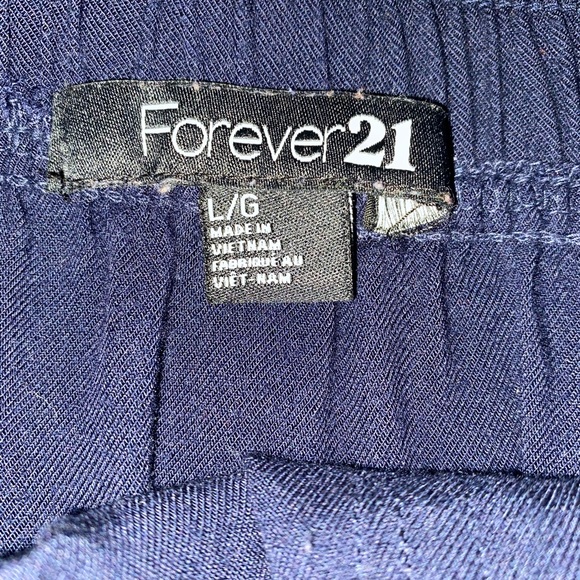 Forever21
L/G
MADE IN
VIETNAM
FABRIQUÉ AU
VIÊT-NAM